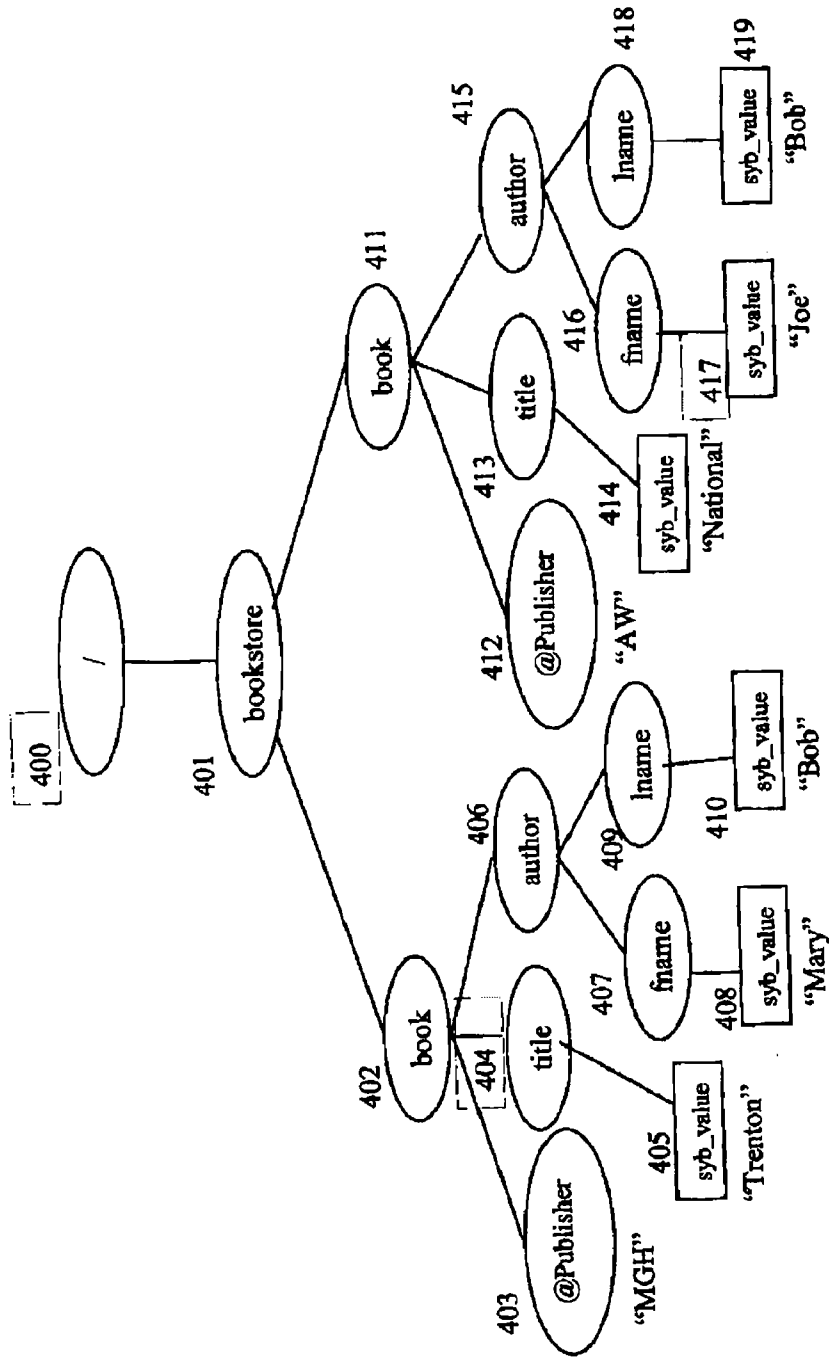 400
/
401
bookstore
402
book
411
book
403
@Publisher
"MGH"
404
title
405
syb_value
"Trenton"
406
author
407
fname
408
syb_value
"Mary"
409
lname
410
syb_value
"Bob"
412
@Publisher
"AW"
413
title
414
syb_value
"National"
415
author
416
fname
417
syb_value
"Joe"
418
lname
419
syb_value
"Bob"